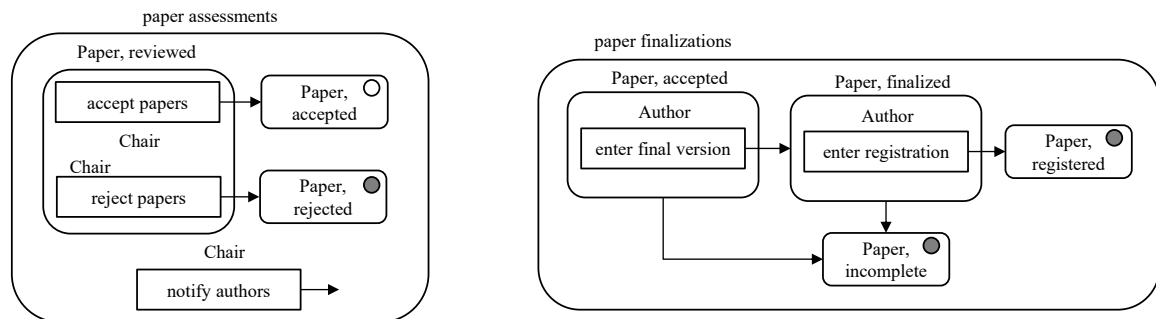 paper assessments
Paper, reviewed
accept papers
Paper,
accepted
Chair
Chair
reject papers
Paper,
rejected
Chair
notify authors
paper finalizations
Paper, accepted
Paper, finalized
Author
enter final version
Author
enter registration
Paper,
registered
Paper,
incomplete